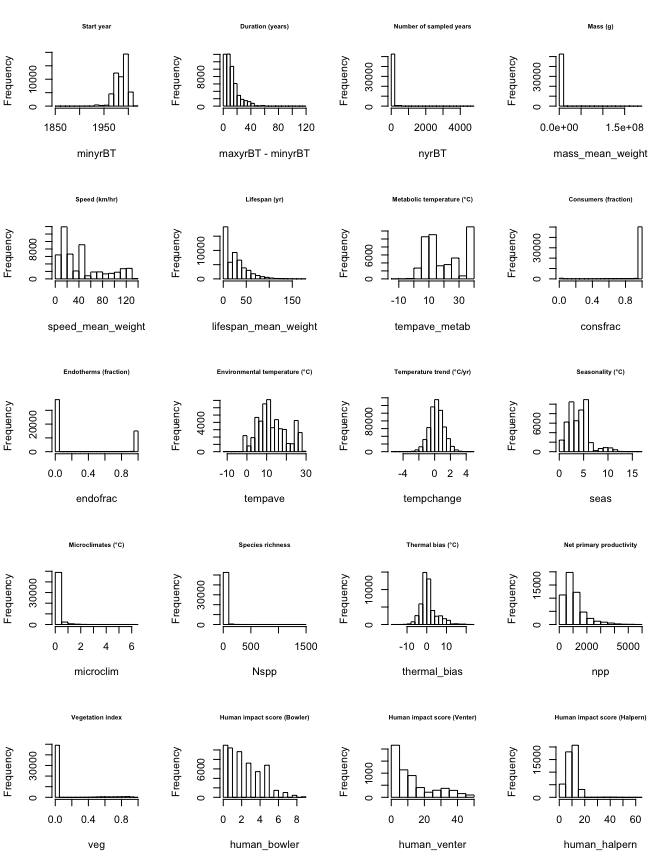 Start year
Duration (years)
Number of sampled years
Mass (g)
Frequency
0 10000
1850 1950
minyrBT
Frequency
0 8000
0 40 80 120
maxyrBT - minyrBT
Frequency
0 30000
0 2000 4000
nyrBT
Frequency
0 30000
0.0e+00 1.5e+08
mass_mean_weight
Speed (km/hr)
Lifespan (yr)
Metabolic temperature (°C)
Consumers (fraction)
Frequency
0 8000
0 40 80 120
speed_mean_weight
Frequency
0 10000
0 50 150
lifespan_mean_weight
Frequency
0 6000
-10 10 30
tempave_metab
Frequency
0 30000
0.0 0.4 0.8
consfrac
Endotherms (fraction)
Environmental temperature (°C)
Temperature trend (°C/yr)
Seasonality (°C)
Frequency
0 20000
0.0 0.4 0.8
endofrac
Frequency
0 4000
-10 0 10 30
tempave
Frequency
0 80000
-4 0 2 4
tempchange
Frequency
0 6000
0 5 10 15
seas
Microclimates (°C)
Species richness
Thermal bias (°C)
Net primary productivity
Frequency
0 30000
0 2 4 6
microclim
Frequency
0 30000
0 500 1500
Nspp
Frequency
0 10000
-10 0 10
thermal_bias
Frequency
0 15000
0 2000 5000
npp
Vegetation index
Human impact score (Bowler)
Human impact score (Venter)
Human impact score (Halpern)
Frequency
0 30000
0.0 0.4 0.8
veg
Frequency
0 6000
0 2 4 6 8
human_bowler
Frequency
0 1000
0 10 20 30 40 50
human_venter
Frequency
0 15000
0 20 40 60
human_halpern